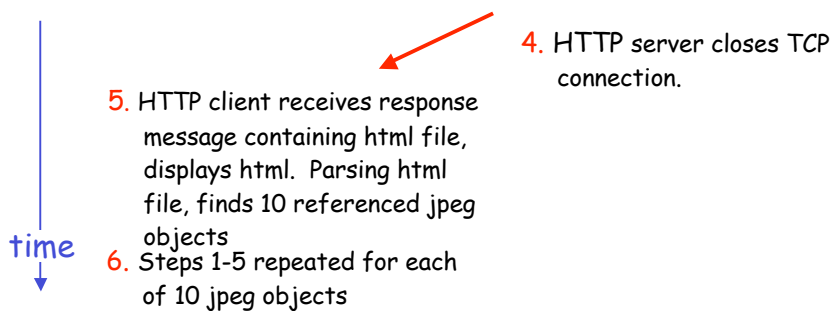 4. HTTP server closes TCP
connection.
5. HTTP client receives response
message containing html file,
displays html.  Parsing html
file, finds 10 referenced jpeg
objects
time
6. Steps 1-5 repeated for each
of 10 jpeg objects